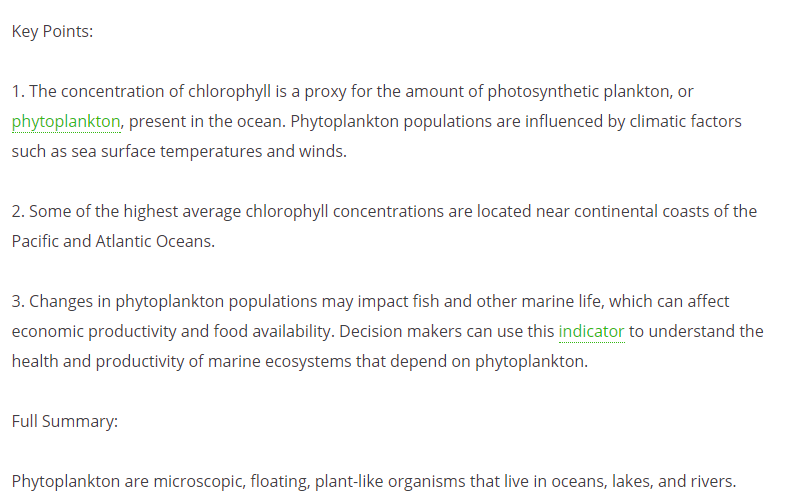 Key Points:
1. The concentration of chlorophyll is a proxy for the amount of photosynthetic plankton, or
phytoplankton, present in the ocean. Phytoplankton populations are influenced by climatic factors
such as sea surface temperatures and winds.
2. Some of the highest average chlorophyll concentrations are located near continental coasts of the
Pacific and Atlantic Oceans.
3. Changes in phytoplankton populations may impact fish and other marine life, which can affect
economic productivity and food availability. Decision makers can use this indicator to understand the
health and productivity of marine ecosystems that depend on phytoplankton.
Full Summary:
Phytoplankton are microscopic, floating, plant-like organisms that live in oceans, lakes, and rivers.